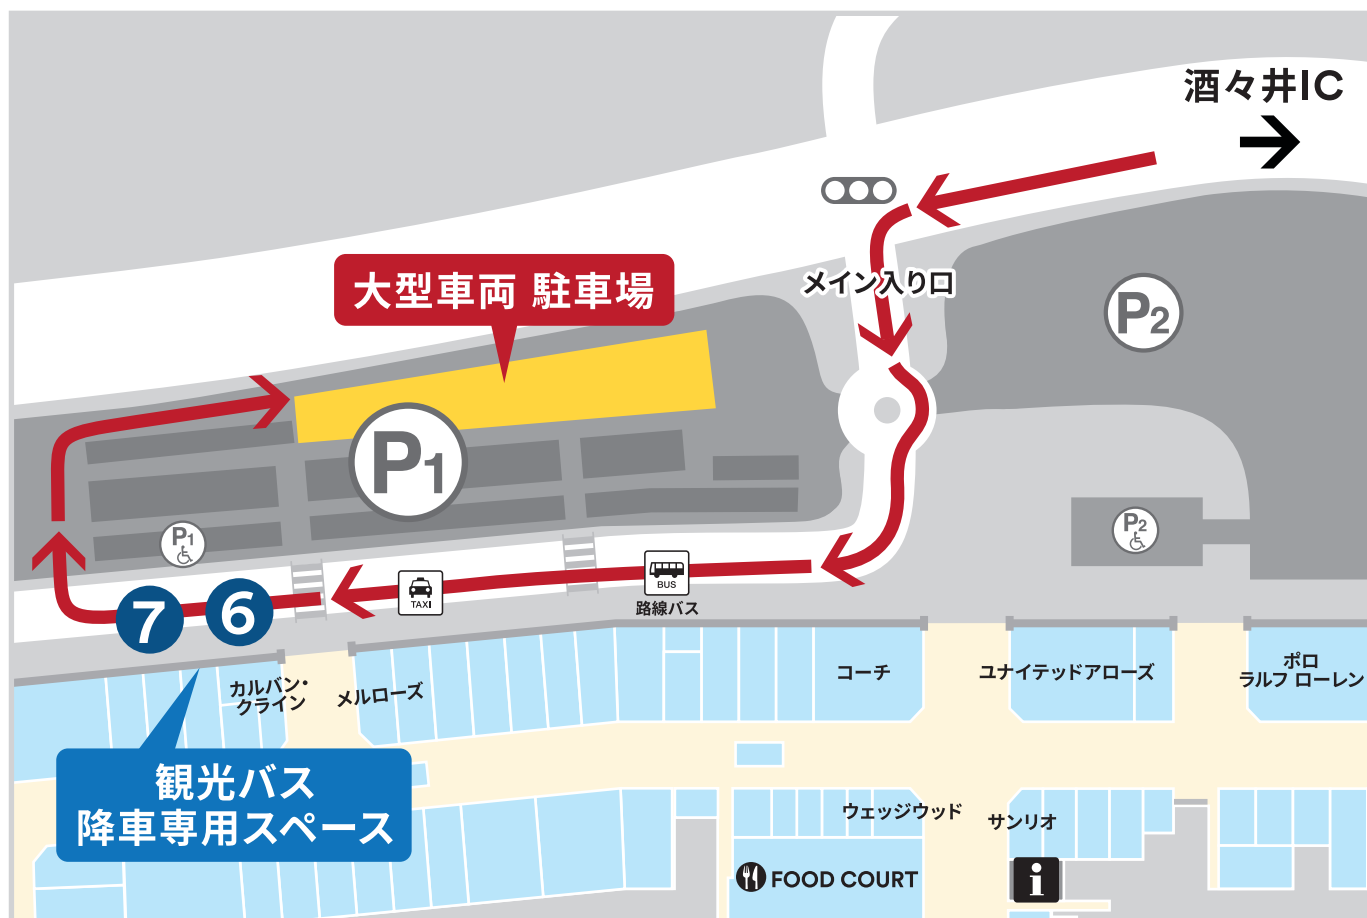 酒々井IC
メイン入り口
大型車両 駐車場
P2
P1
P2
P1
BUS
TAXI
路線バス
7
6
コーチ
ユナイテッドアローズ
ポロ
ラルフ ローレン
カルバン・
クライン
メルローズ
観光バス
降車専用スペース
ウェッジウッド
サンリオ
FOOD COURT
i